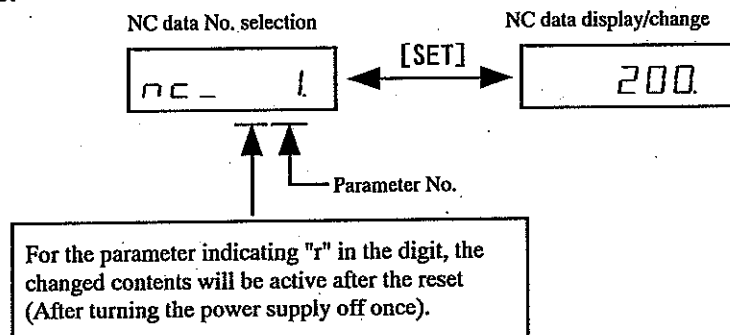 NC data No. selection
NC data display/change
nc_ 1.
[SET]
200.
Parameter No.
For the parameter indicating "r" in the digit, the
changed contents will be active after the reset
(After turning the power supply off once).